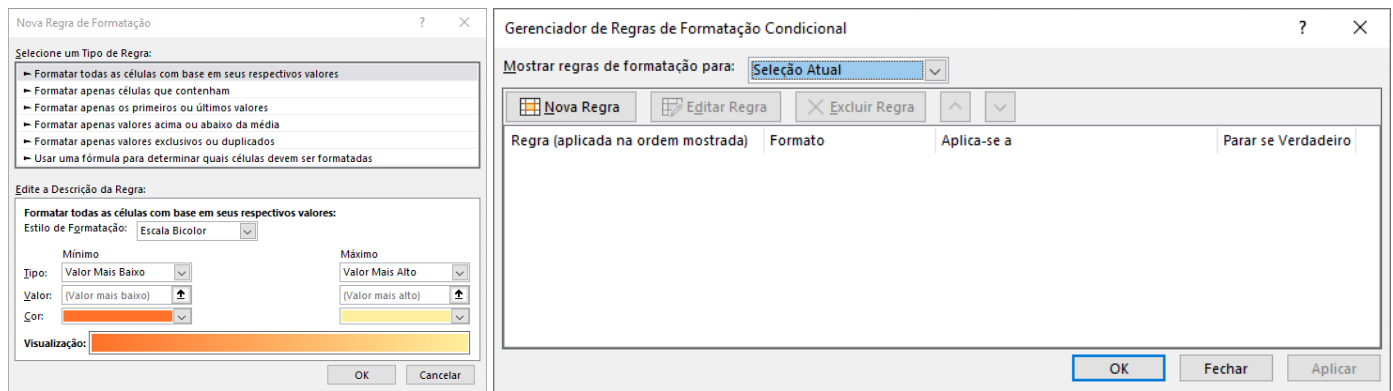 Nova Regra de Formatação ?
Selecione um Tipo de Regra:
► Formatar todas as células com base em seus respectivos valores
► Formatar apenas células que contenham
► Formatar apenas os primeiros ou últimos valores
► Formatar apenas valores acima ou abaixo da média
► Formatar apenas valores exclusivos ou duplicados
► Usar uma fórmula para determinar quais células devem ser formatadas
Edite a Descrição da Regra:
Formatar todas as células com base em seus respectivos valores:
Estilo de Formatação: Escala Bicolor
Mínimo Máximo
Tipo: Valor Mais Baixo Valor Mais Alto
Valor: (Valor mais baixo) (Valor mais alto)
Cor:
Visualização:
OK Cancelar
Gerenciador de Regras de Formatação Condicional ?
Mostrar regras de formatação para: Seleção Atual
Nova Regra Editar Regra Excluir Regra
Regra (aplicada na ordem mostrada) Formato Aplica-se a Parar se Verdadeiro
OK Fechar Aplicar